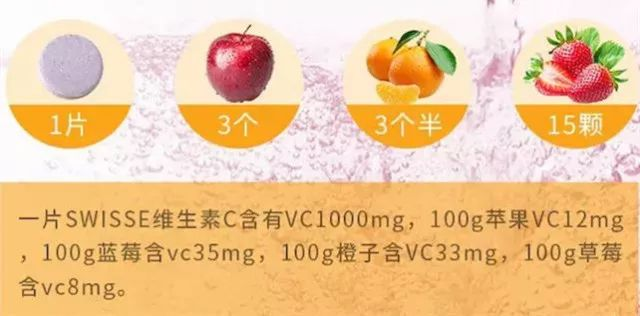 1片
3个
3个半
15颗
一片SWISSE维生素C含有VC1000mg，100g苹果VC12mg
，100g蓝莓含vc35mg，100g橙子含VC33mg，100g草莓
含vc8mg。